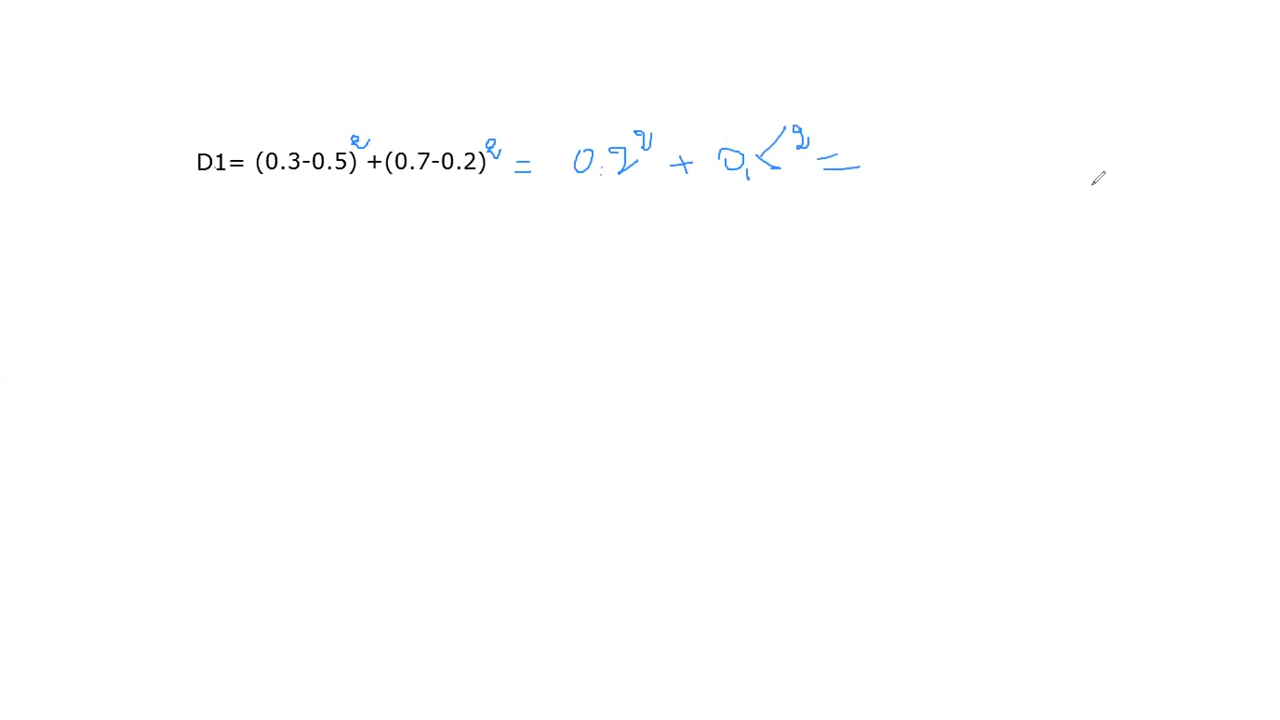 D1= (0.3-0.5)² +(0.7-0.2)² = 0.2² + 0,5² =